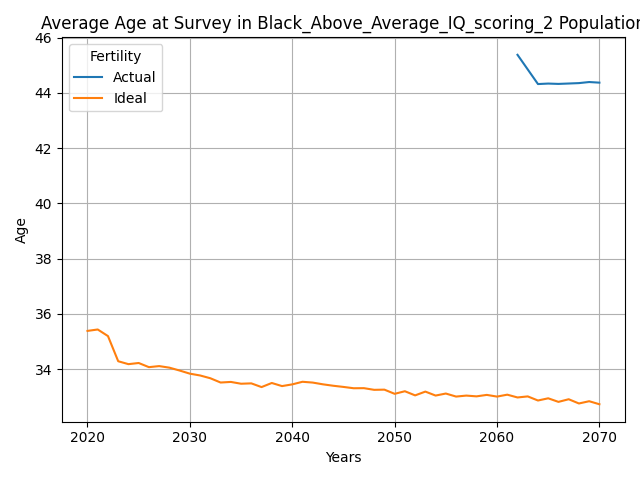 Average Age at Survey in Black_Above_Average_IQ_scoring_2 Population
Fertility
Actual
Ideal
46
44
42
40
38
36
34
Age
2020 2030 2040 2050 2060 2070
Years